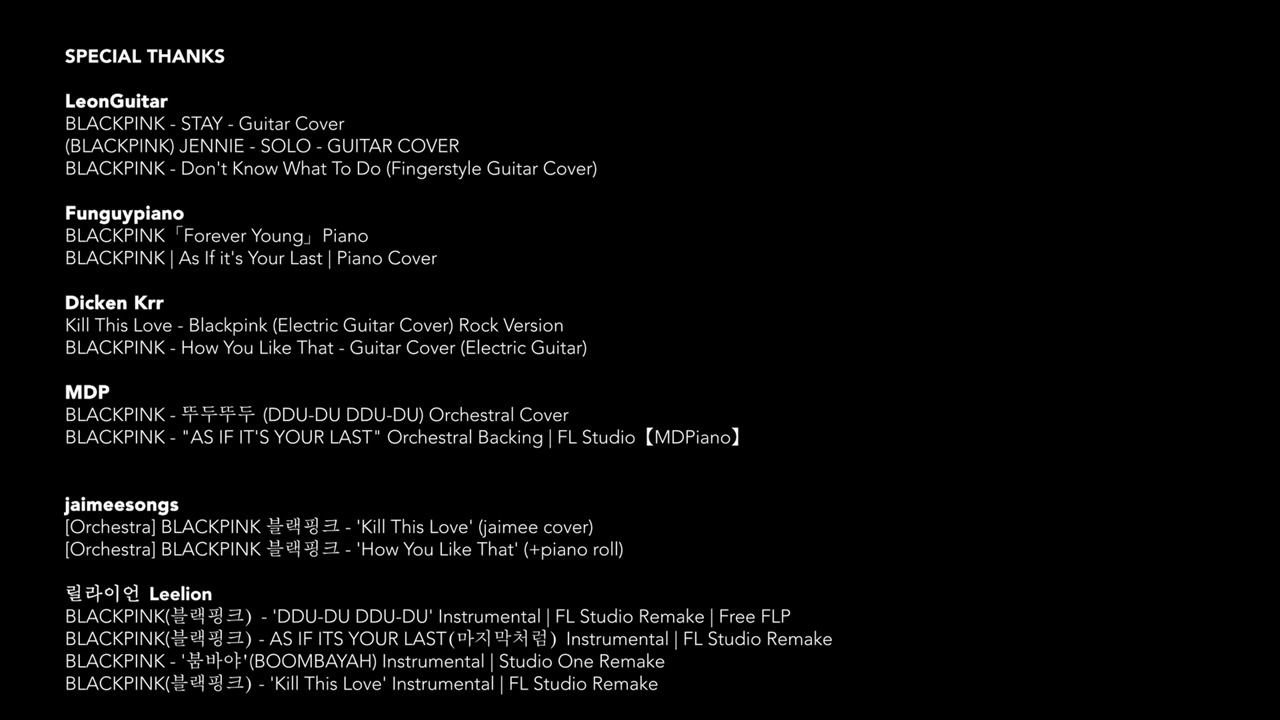 SPECIAL THANKS
LeonGuitar
BLACKPINK - STAY - Guitar Cover
(BLACKPINK) JENNIE - SOLO - GUITAR COVER
BLACKPINK - Don't Know What To Do (Fingerstyle Guitar Cover)
Funguypiano
BLACKPINK「Forever Young」Piano
BLACKPINK | As If it's Your Last | Piano Cover
Dicken Krr
Kill This Love - Blackpink (Electric Guitar Cover) Rock Version
BLACKPINK - How You Like That - Guitar Cover (Electric Guitar)
MDP
BLACKPINK - 뚜두뚜두 (DDU-DU DDU-DU) Orchestral Cover
BLACKPINK - "AS IF IT'S YOUR LAST" Orchestral Backing | FL Studio【MDPiano】
jaimeesongs
[Orchestra] BLACKPINK 블랙핑크 - 'Kill This Love' (jaimee cover)
[Orchestra] BLACKPINK 블랙핑크 - 'How You Like That' (+piano roll)
릴라이언 Leelion
BLACKPINK(블랙핑크) - 'DDU-DU DDU-DU' Instrumental | FL Studio Remake | Free FLP
BLACKPINK(블랙핑크) - AS IF ITS YOUR LAST(마지막처럼) Instrumental | FL Studio Remake
BLACKPINK - '붐바야'(BOOMBAYAH) Instrumental | Studio One Remake
BLACKPINK(블랙핑크) - 'Kill This Love' Instrumental | FL Studio Remake